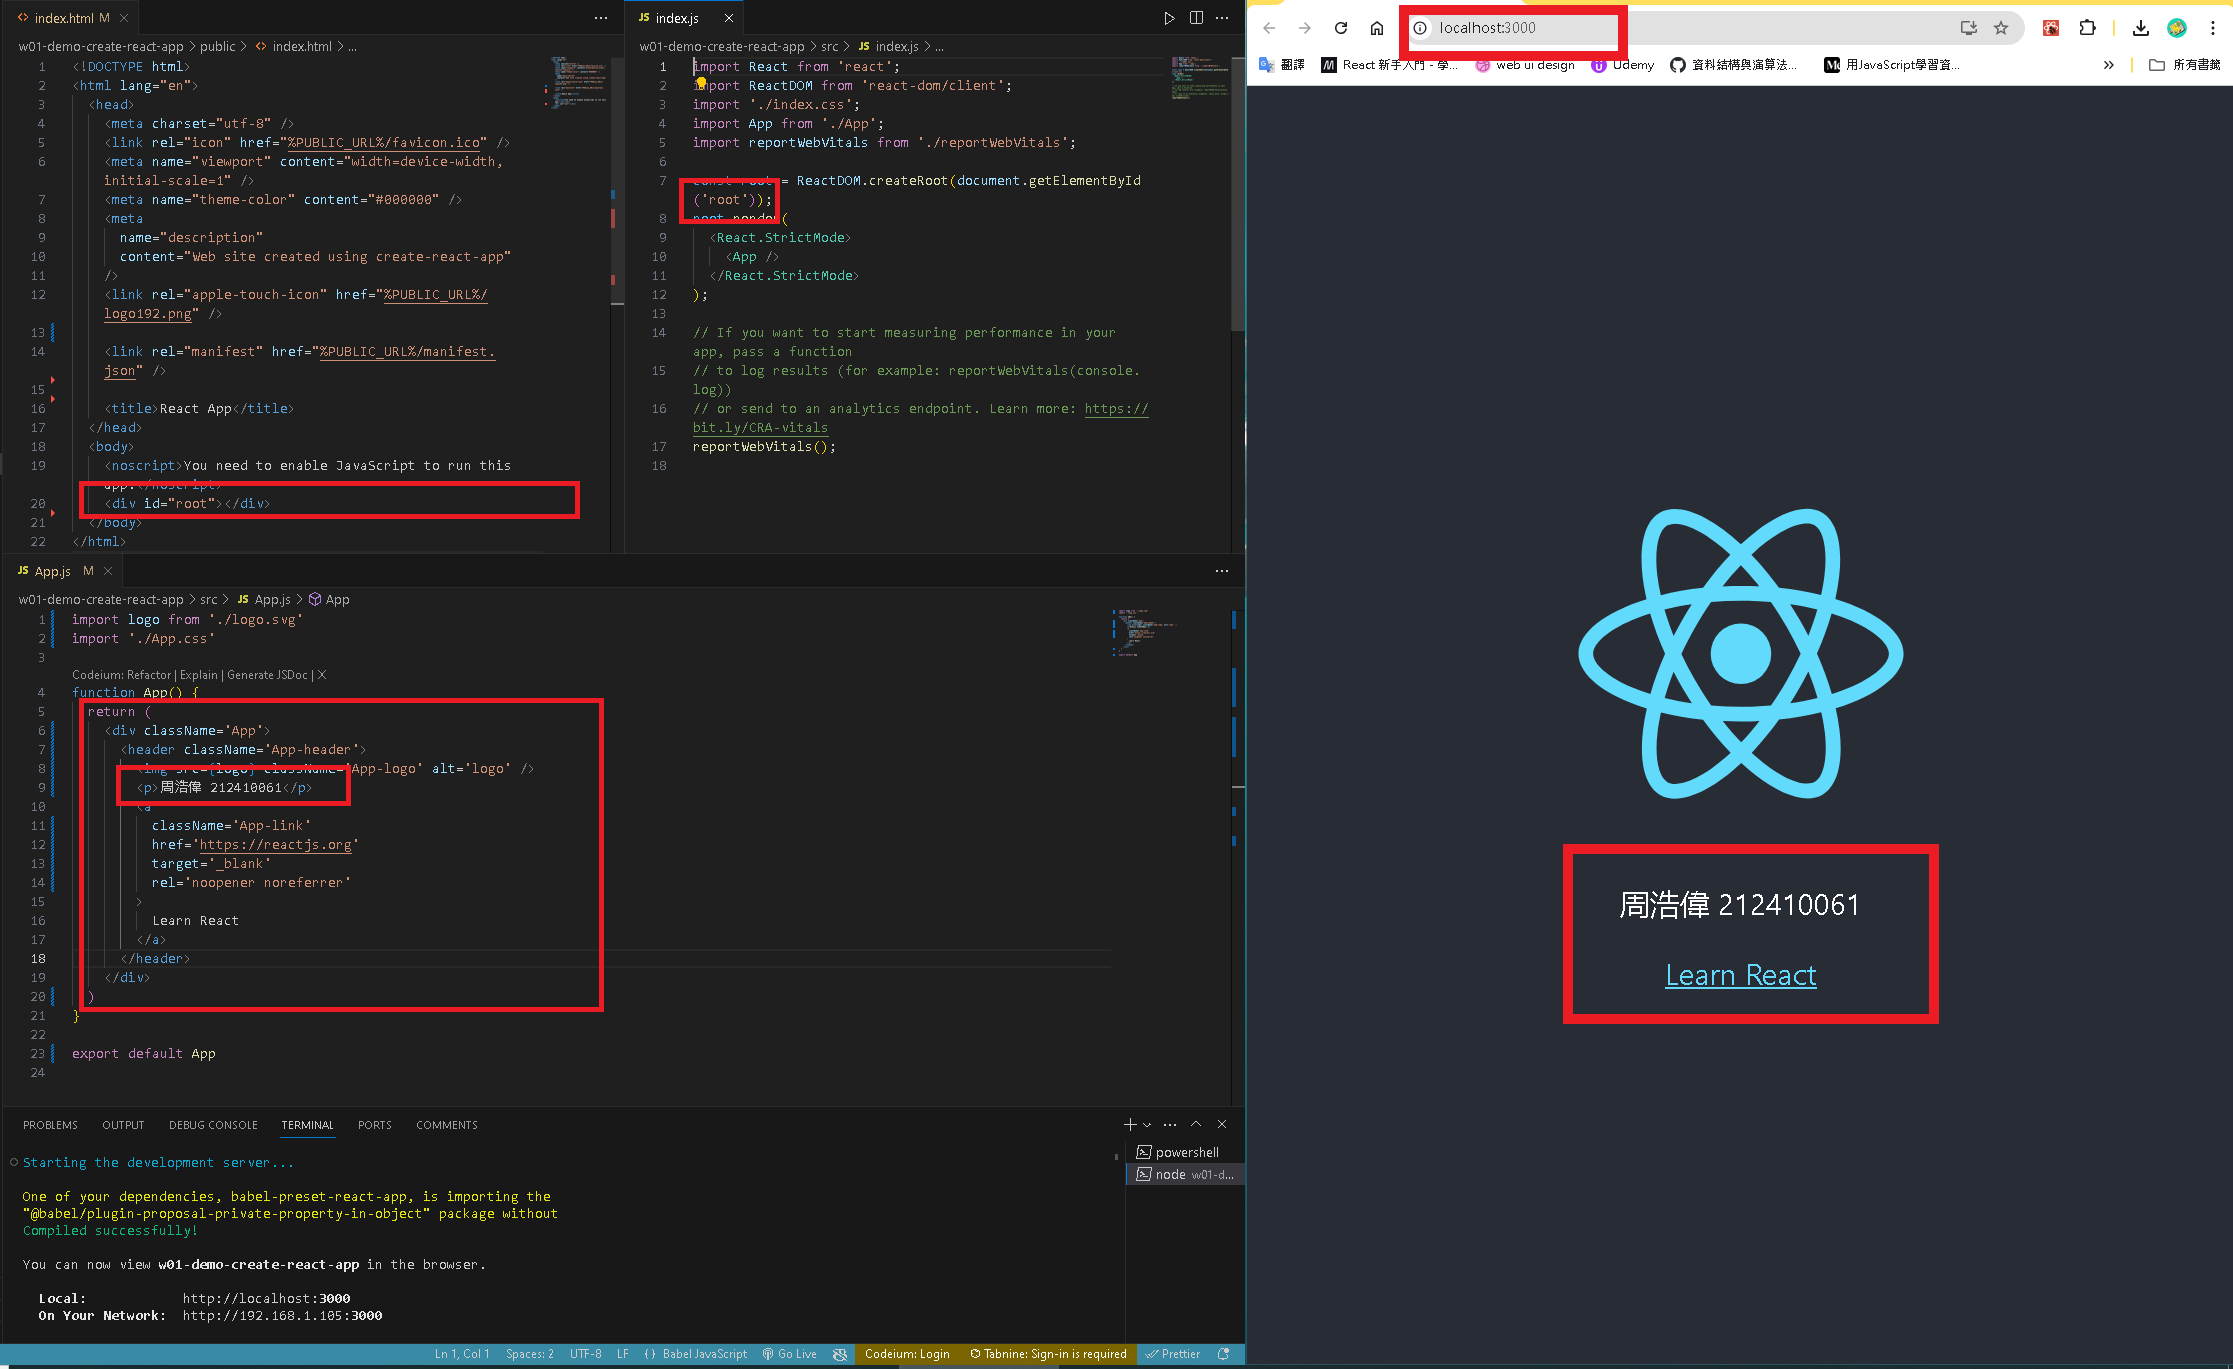 index.html M
w01-demo-create-react-app > public > index.html > ...
1 <!DOCTYPE html>
2 <html lang="en">
3 <head>
4 <meta charset="utf-8" />
5 <link rel="icon" href="%PUBLIC_URL%/favicon.ico" />
6 <meta name="viewport" content="width=device-width,
initial-scale=1" />
7 <meta name="theme-color" content="#000000" />
8 <meta
9 name="description"
10 content="Web site created using create-react-app"
11 />
12 <link rel="apple-touch-icon" href="%PUBLIC_URL%/
logo192.png" />
13
14 <link rel="manifest" href="%PUBLIC_URL%/manifest.
json" />
15
16 <title>React App</title>
17 </head>
18 <body>
19 <noscript>You need to enable JavaScript to run this
app.</noscript>
20 <div id="root"></div>
21 </body>
22 </html>
JS index.js
w01-demo-create-react-app > src > JS index.js > ...
1 import React from 'react';
2 import ReactDOM from 'react-dom/client';
3 import './index.css';
4 import App from './App';
5 import reportWebVitals from './reportWebVitals';
6
7 const root = ReactDOM.createRoot(document.getElementById
('root'));
8 root.render(
9 <React.StrictMode>
10 <App />
11 </React.StrictMode>
12 );
13
14 // If you want to start measuring performance in your
app, pass a function
15 // to log results (for example: reportWebVitals(console.
log))
16 // or send to an analytics endpoint. Learn more: https://
bit.ly/CRA-vitals
17 reportWebVitals();
18
JS App.js M
w01-demo-create-react-app > src > JS App.js > App
1 import logo from './logo.svg'
2 import './App.css'
3
Codeium: Refactor | Explain | Generate JSDoc | X
4 function App() {
5 return (
6 <div className='App'>
7 <header className='App-header'>
8 <img src={logo} className='App-logo' alt='logo' />
9 <p>周浩偉 212410061</p>
10 <a
11 className='App-link'
12 href='https://reactjs.org'
13 target='_blank'
14 rel='noopener noreferrer'
15 >
16 Learn React
17 </a>
18 </header>
19 </div>
20 )
21 }
22
23 export default App
24
PROBLEMS OUTPUT DEBUG CONSOLE TERMINAL PORTS COMMENTS
Starting the development server...
One of your dependencies, babel-preset-react-app, is importing the
"@babel/plugin-proposal-private-property-in-object" package without
Compiled successfully!
You can now view w01-demo-create-react-app in the browser.
Local: http://localhost:3000
On Your Network: http://192.168.1.105:3000
powershell
node w01-d...
Ln 1, Col 1 Spaces: 2 UTF-8 LF {} Babel JavaScript Go Live Codeium: Login Tabnine: Sign-in is required Prettier
localhost:3000
翻譯 React 新手入門 - 學... web ui design Udemy 資料結構與演算法... 用JavaScript學習資... » 所有書籤
周浩偉 212410061
Learn React